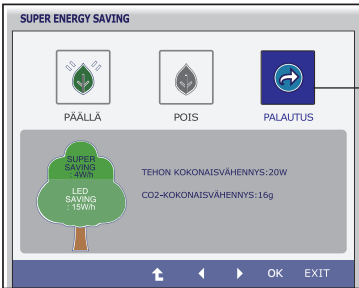 SUPER ENERGY SAVING
PÄÄLLÄ
POIS
PALAUTUS
SUPER
SAVING
: 4W/h
LED
SAVING
: 15W/h
TEHON KOKONAISVÄHENNYS:20W
CO2-KOKONAISVÄHENNYS:16g
OK
EXIT